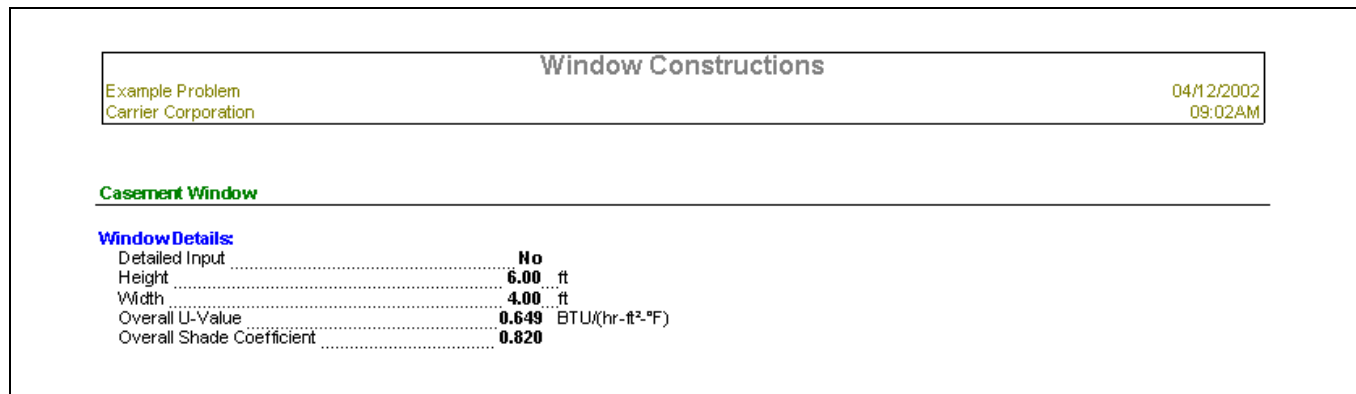 Window Constructions
Example Problem 04/12/2002
Carrier Corporation 09:02AM
Casement Window
Window Details:
Detailed Input No
Height 6.00 ft
Width 4.00 ft
Overall U-Value 0.649 BTU/(hr-ft²-°F)
Overall Shade Coefficient 0.820